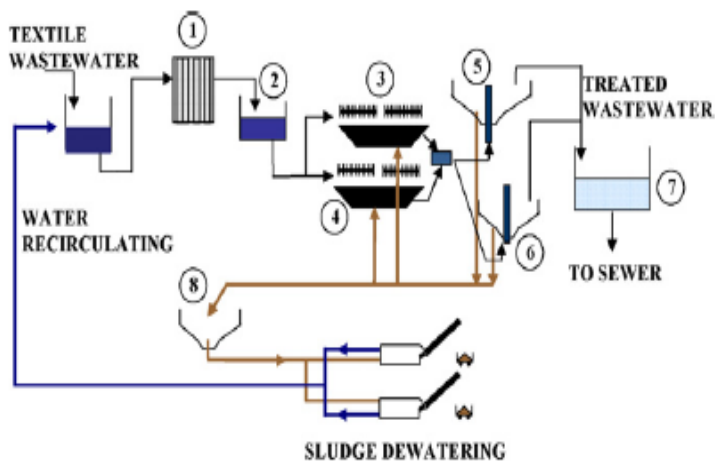 TEXTILE
WASTEWATER
1
2
3
5
TREATED
WASTEWATER
4
6
7
WATER
RECIRCULATING
TO SEWER
8
SLUDGE DEWATERING